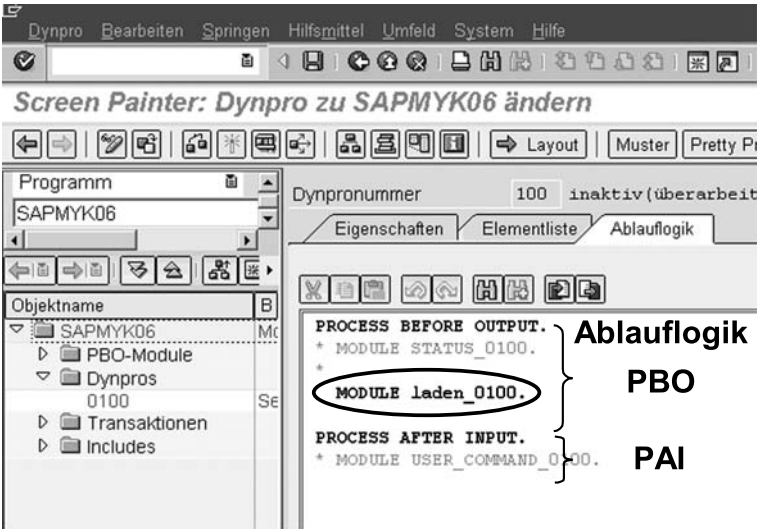 Dynpro Bearbeiten Springen Hilfsmittel Umfeld System Hilfe
Screen Painter: Dynpro zu SAPMYK06 ändern
Layout Muster Pretty
Programm
SAPMYK06
Dynpronummer 100 inaktiv(überarbeit
Eigenschaften Elementliste Ablauflogik
Objektname B
SAPMYK06
PBO-Module
Dynpros
0100 Se
Transaktionen
Includes
PROCESS BEFORE OUTPUT.
* MODULE STATUS_0100.
*
MODULE laden_0100.
PROCESS AFTER INPUT.
* MODULE USER_COMMAND_0100.
Ablauflogik
PBO
PAI